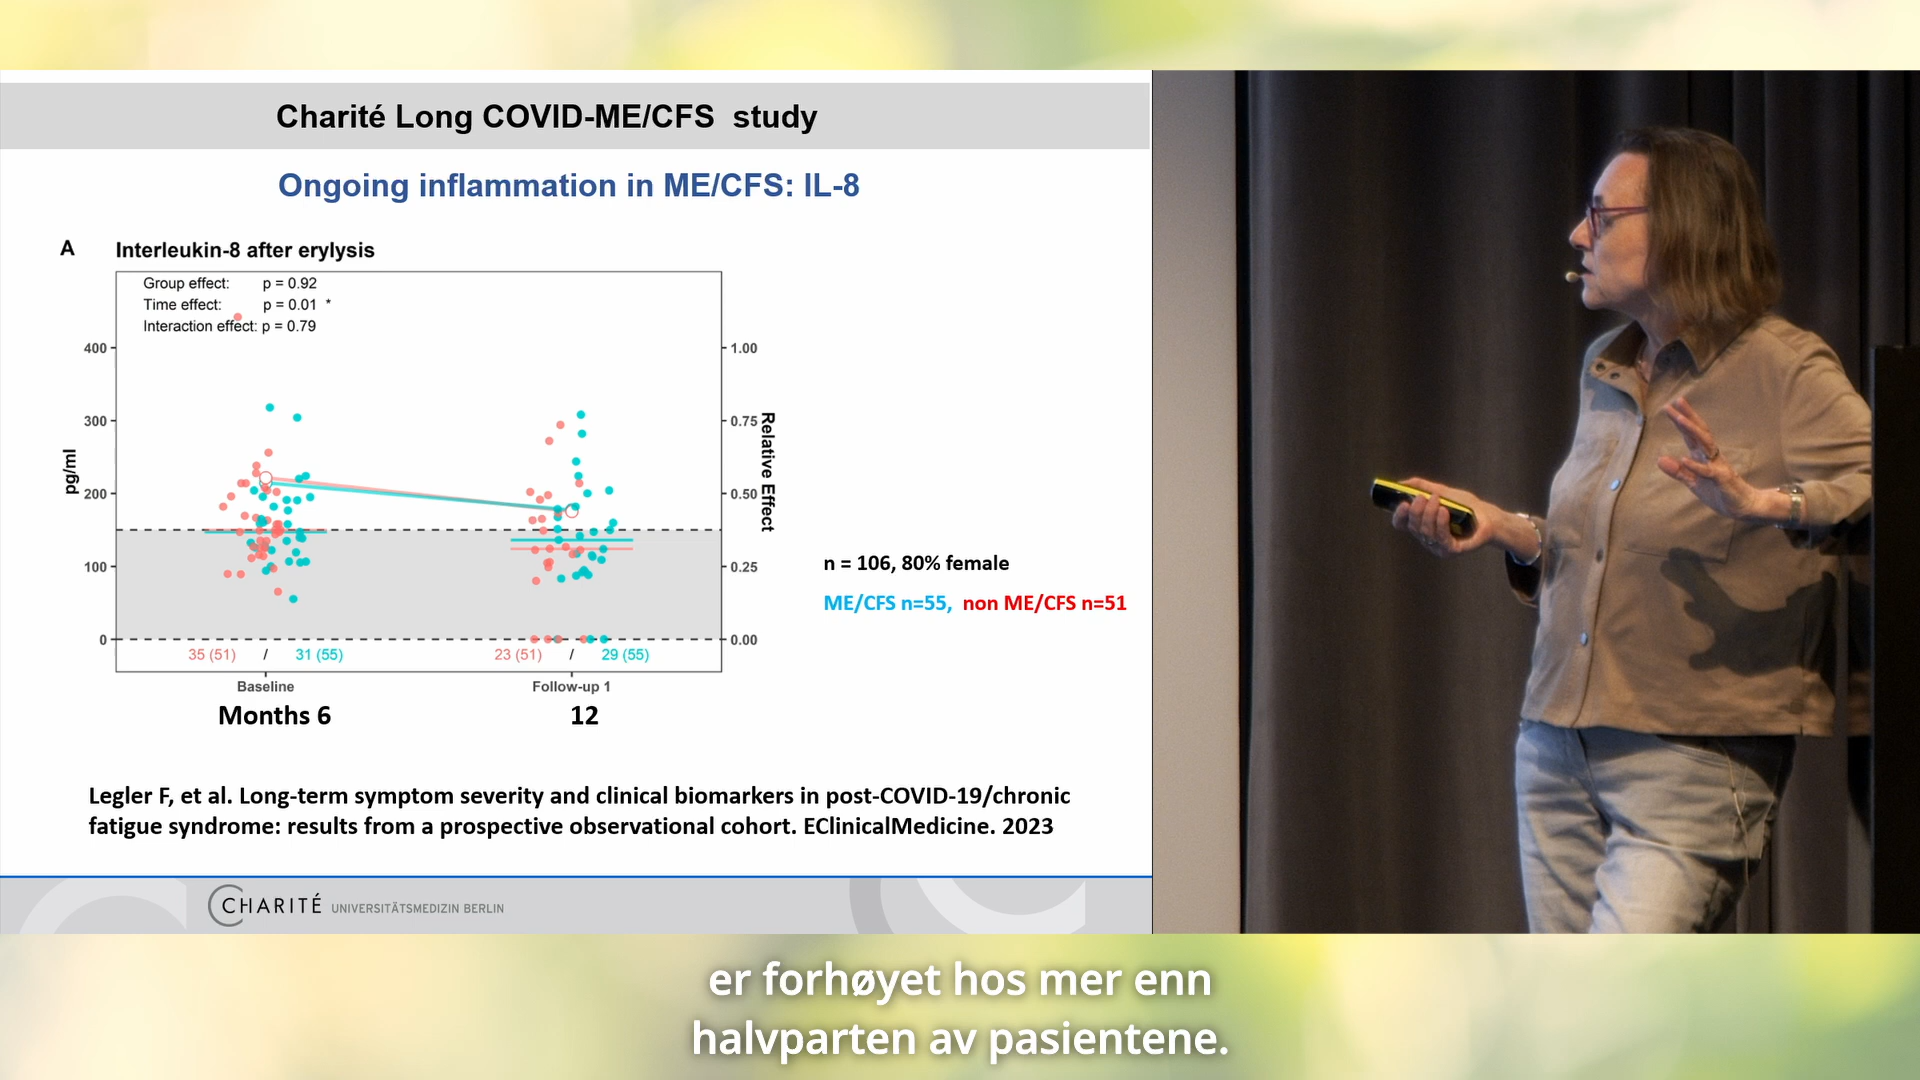 Charité Long COVID-ME/CFS study
Ongoing inflammation in ME/CFS: IL-8
A Interleukin-8 after erylysis
Group effect: p = 0.92
Time effect: p = 0.01 *
Interaction effect: p = 0.79
400
300
200
100
0
pg/ml
1.00
0.75
0.50
0.25
0.00
Relative Effect
35 (51) / 31 (55)
23 (51) / 29 (55)
Baseline
Follow-up 1
Months 6
12
n = 106, 80% female
ME/CFS n=55, non ME/CFS n=51
Legler F, et al. Long-term symptom severity and clinical biomarkers in post-COVID-19/chronic
fatigue syndrome: results from a prospective observational cohort. EClinicalMedicine. 2023
CHARITÉ UNIVERSITÄTSMEDIZIN BERLIN
er forhøyet hos mer enn
halvparten av pasientene.